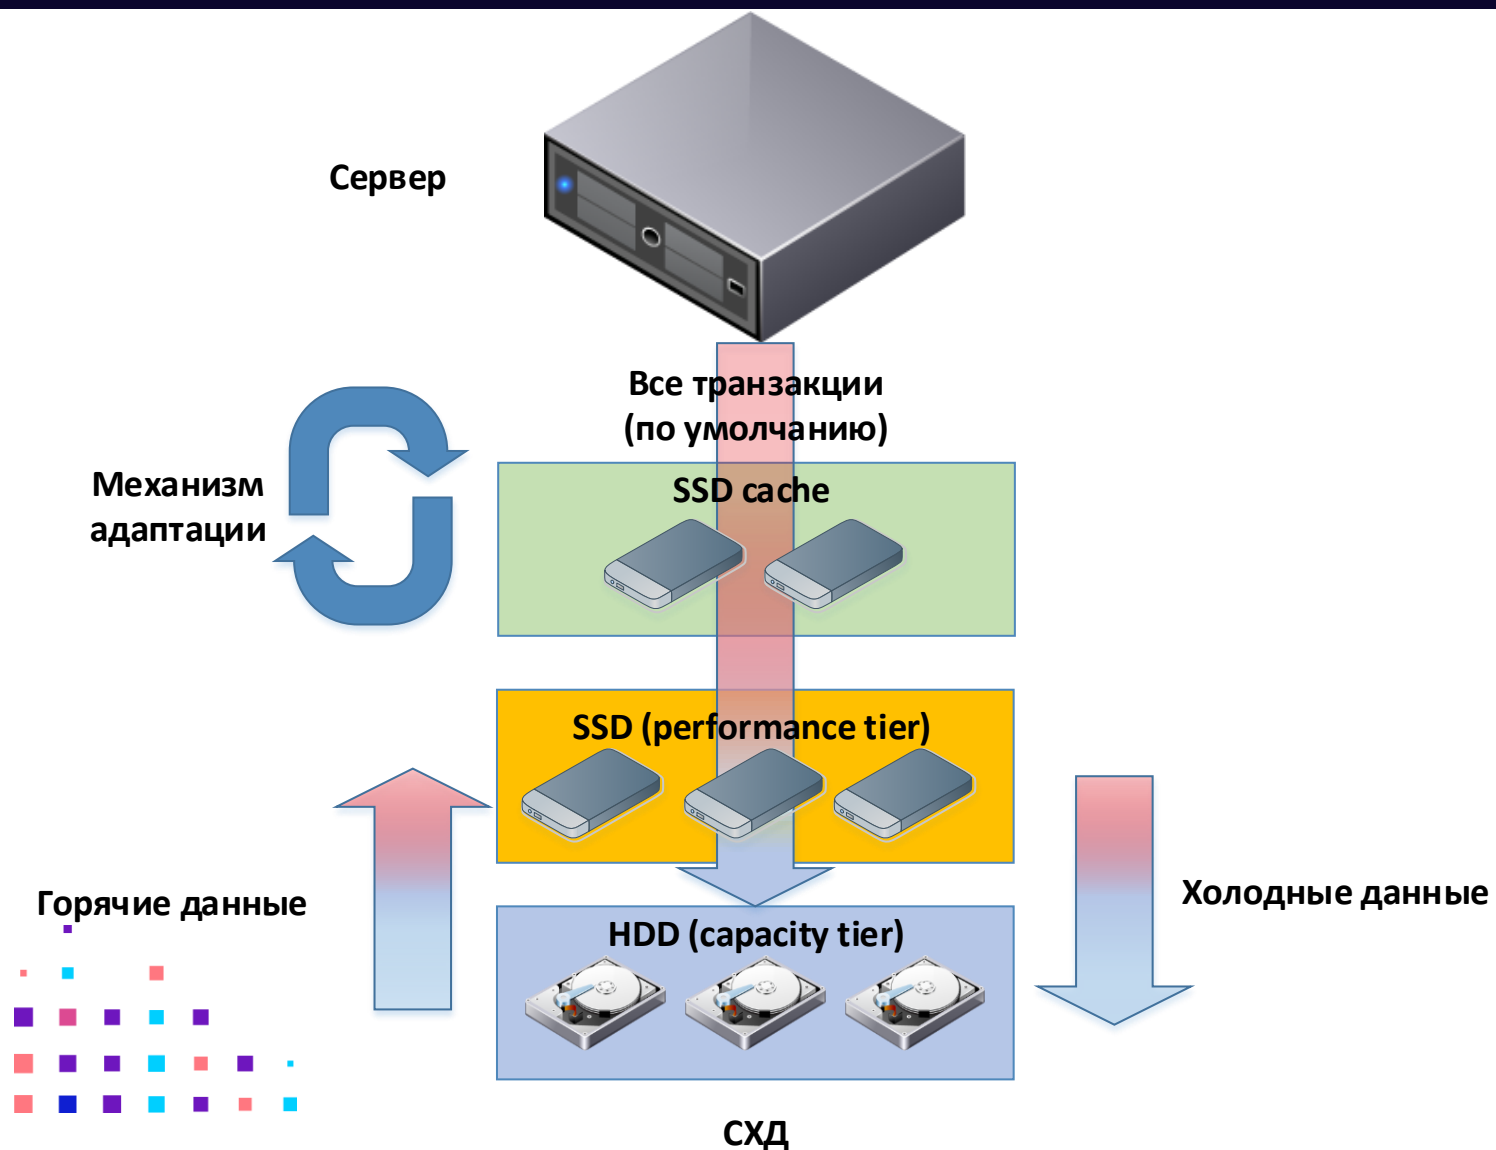 Сервер
Все транзакции
(по умолчанию)
Механизм
адаптации
SSD cache
SSD (performance tier)
Горячие данные
Холодные данные
HDD (capacity tier)
СХД